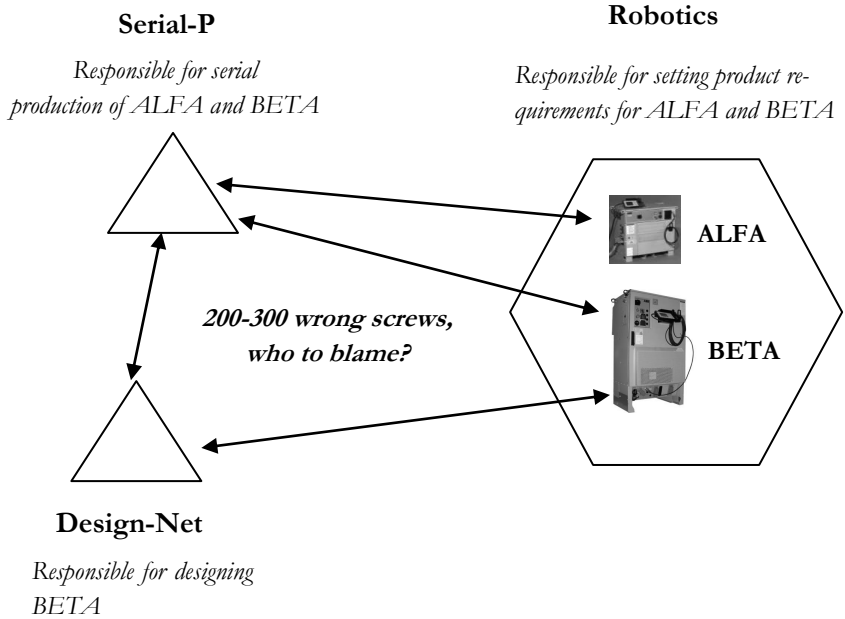 Serial-P
Responsible for serial
production of ALFA and BETA
Robotics
Responsible for setting product re-
quirements for ALFA and BETA
ALFA
BETA
200-300 wrong screws,
who to blame?
Design-Net
Responsible for designing
BETA